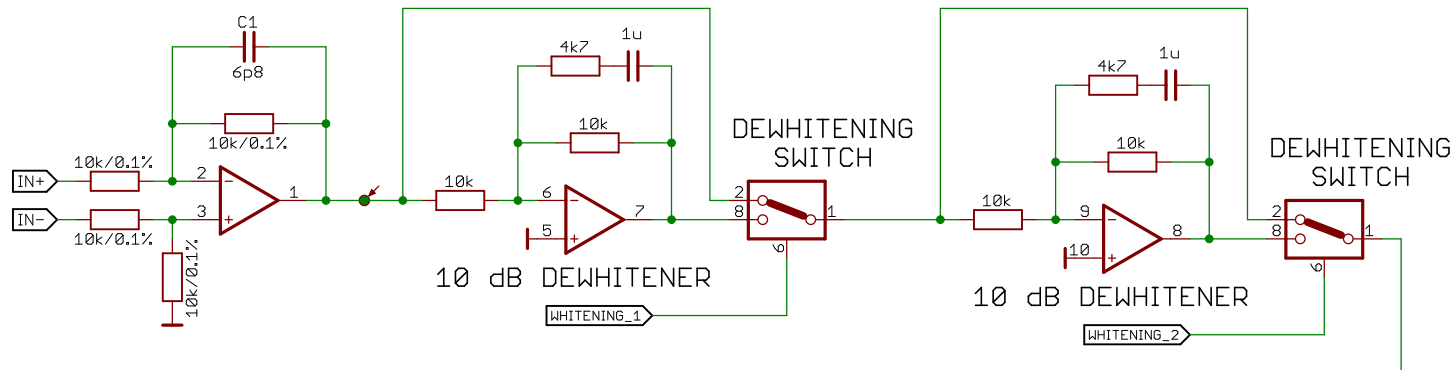 C1
6p8
10k/0.1%
10k/0.1%
IN+
IN-
10k/0.1%
10k/0.1%
2
3
1
4k7
1u
10k
10k
6
5
7
10 dB DEWHITENER
DEWHITENING
SWITCH
2
8
1
6
WHITENING_1
4k7
1u
10k
10k
9
10
8
10 dB DEWHITENER
DEWHITENING
SWITCH
2
8
1
6
WHITENING_2